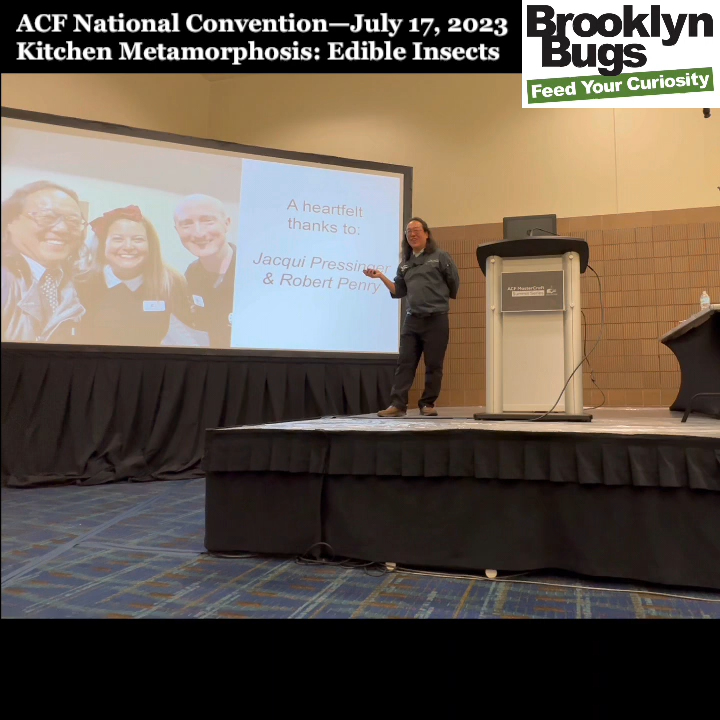 ACF National Convention—July 17, 2023
Kitchen Metamorphosis: Edible Insects
Brooklyn
Bugs
Feed Your Curiosity
A heartfelt
thanks to:
Jacqui Pressinger
& Robert Penry
ACF MasterCraft